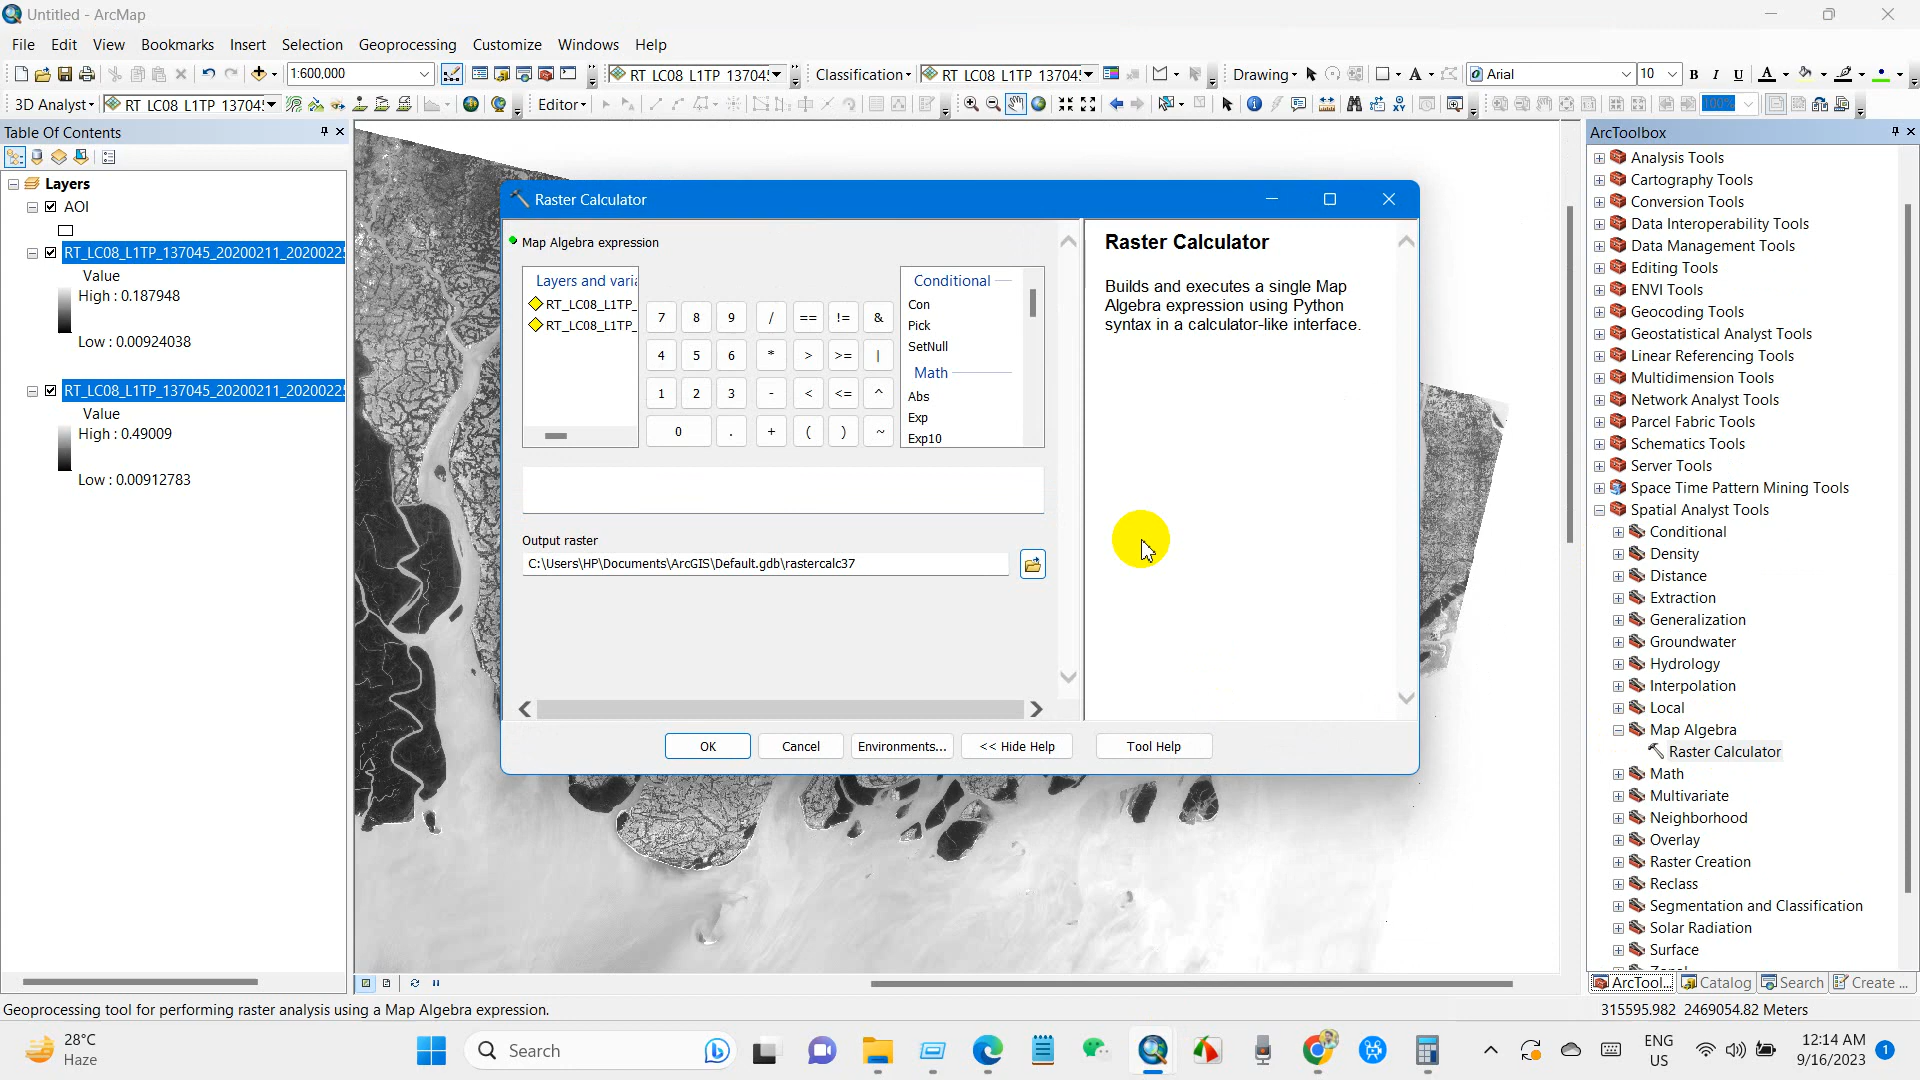 Untitled - ArcMap
File Edit View Bookmarks Insert Selection Geoprocessing Customize Windows Help
1:600,000
RT_LC08_L1TP_13704
Classification
RT_LC08_L1TP_13704
Drawing
Arial
10
B I U A
3D Analyst
RT_LC08_L1TP_13704
Editor
100%
Table Of Contents
Layers
AOI
RT_LC08_L1TP_137045_20200211_2020022
Value
High : 0.187948
Low : 0.00924038
RT_LC08_L1TP_137045_20200211_2020022
Value
High : 0.49009
Low : 0.00912783
Raster Calculator
Map Algebra expression
Layers and varia
RT_LC08_L1TP_
RT_LC08_L1TP_
7 8 9 / == != &
4 5 6 * > >= |
1 2 3 - < <= ^
0 . + ( ) ~
Conditional
Con
Pick
SetNull
Math
Abs
Exp
Exp10
Output raster
C:\Users\HP\Documents\ArcGIS\Default.gdb\rastercalc37
OK
Cancel
Environments...
<< Hide Help
Tool Help
Raster Calculator
Builds and executes a single Map
Algebra expression using Python
syntax in a calculator-like interface.
ArcToolbox
Analysis Tools
Cartography Tools
Conversion Tools
Data Interoperability Tools
Data Management Tools
Editing Tools
ENVI Tools
Geocoding Tools
Geostatistical Analyst Tools
Linear Referencing Tools
Multidimension Tools
Network Analyst Tools
Parcel Fabric Tools
Schematics Tools
Server Tools
Space Time Pattern Mining Tools
Spatial Analyst Tools
Conditional
Density
Distance
Extraction
Generalization
Groundwater
Hydrology
Interpolation
Local
Map Algebra
Raster Calculator
Math
Multivariate
Neighborhood
Overlay
Raster Creation
Reclass
Segmentation and Classification
Solar Radiation
Surface
ArcTool...
Catalog
Search
Create ...
Geoprocessing tool for performing raster analysis using a Map Algebra expression.
315595.982 2469054.82 Meters
28°C
Haze
Search
ENG
US
12:14 AM
9/16/2023
1